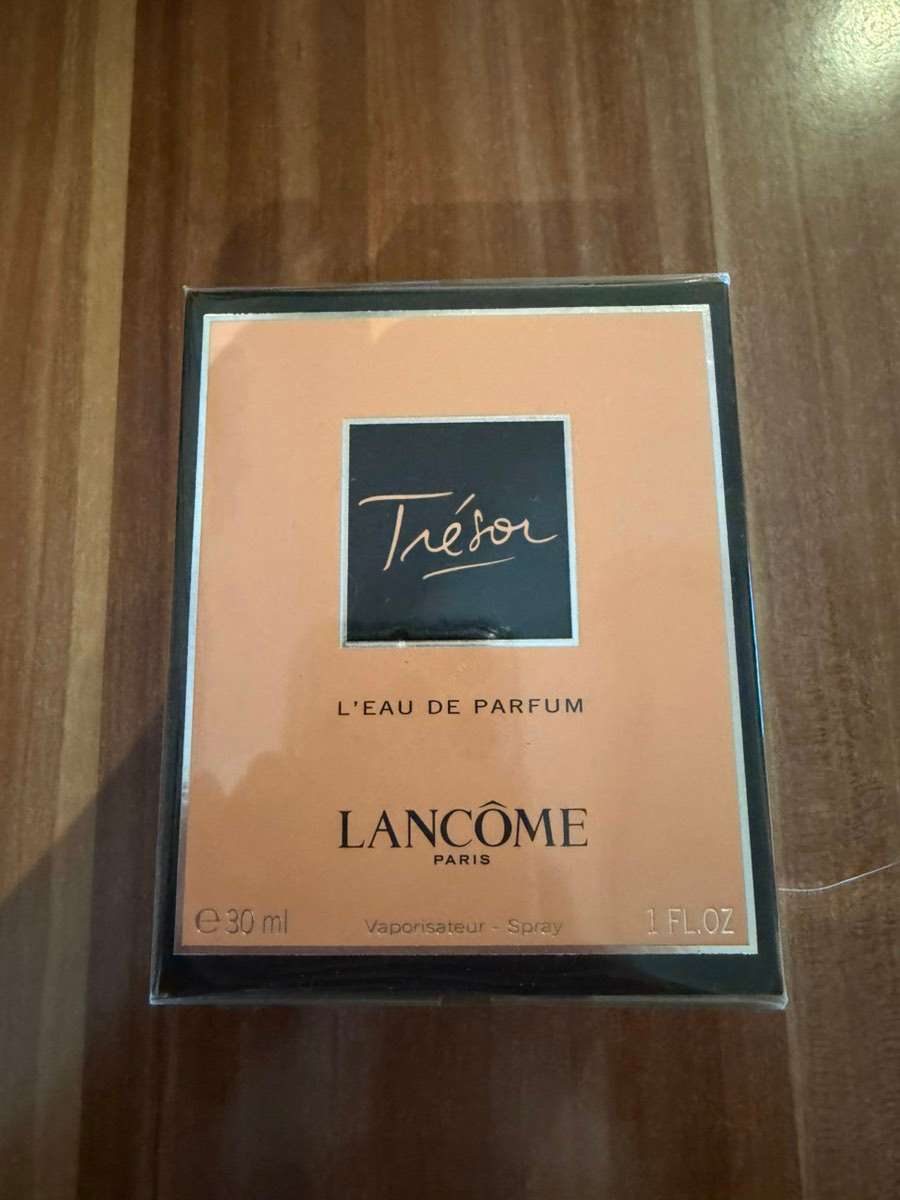 Trésor
L'EAU DE PARFUM
LANCÔME
PARIS
e 30 ml
Vaporisateur - Spray
1 FL.OZ